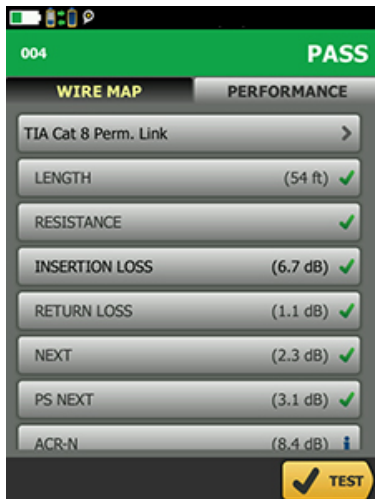 004 PASS
WIRE MAP PERFORMANCE
TIA Cat 8 Perm. Link
LENGTH (54 ft)
RESISTANCE
INSERTION LOSS (6.7 dB)
RETURN LOSS (1.1 dB)
NEXT (2.3 dB)
PS NEXT (3.1 dB)
ACR-N (8.4 dB) i
TEST